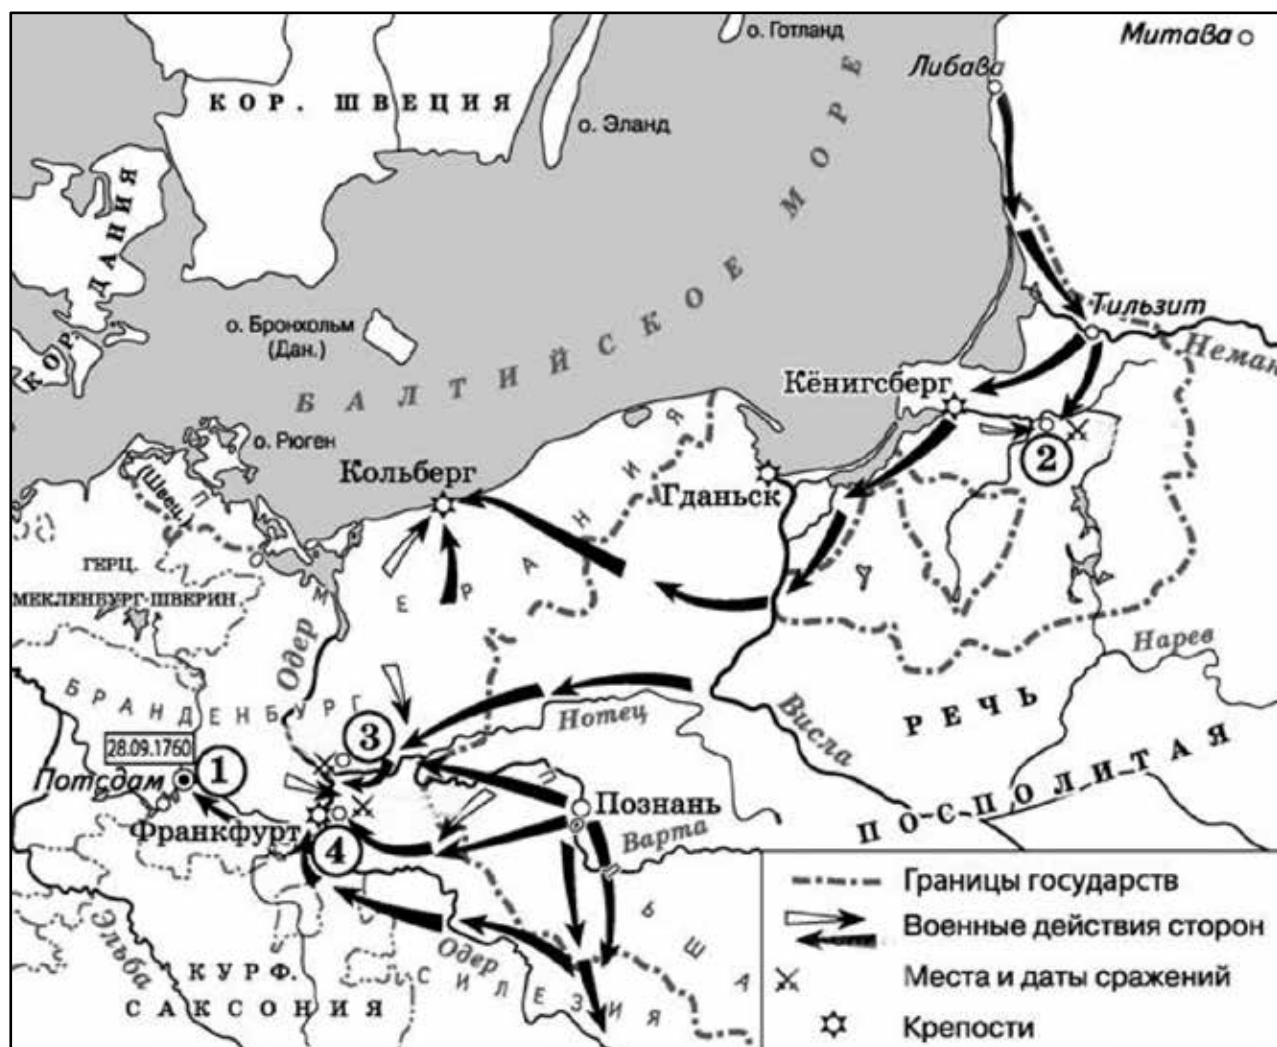 о. Готланд
Митава
Либава
КОР. ШВЕЦИЯ
о. Эланд
КОР. ДАНИЯ
БАЛТИЙСКОЕ МОРЕ
о. Бронхольм
(Дан.)
Тильзит
Неман
Кёнигсберг
о. Рюген
Кольберг
Гданьск
2
(Швец.)
ПОМЕРАНИЯ
ГЕРЦ.
МЕКЛЕНБУРГ-ШВЕРИН
Одер
Нарев
БРАНДЕНБУРГ
Нотец
Висла
РЕЧЬ
ПОСПОЛИТАЯ
28.09.1760
3
Потсдам
1
Познань
Варта
Франкфурт
4
ПОЛЬША
Эльба
КУРФ.
САКСОНИЯ
Одер
СИЛЕЗИЯ
Границы государств
Военные действия сторон
Места и даты сражений
Крепости